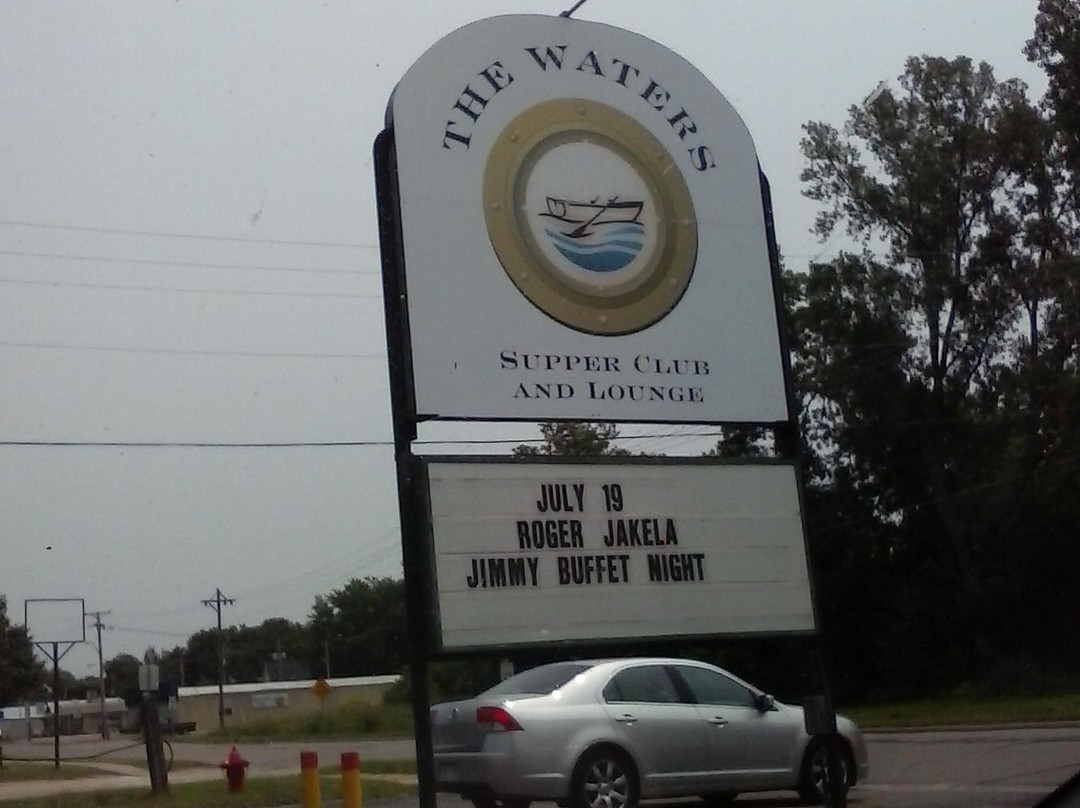 THE WATERS
SUPPER CLUB
AND LOUNGE
JULY 19
ROGER JAKELA
JIMMY BUFFET NIGHT